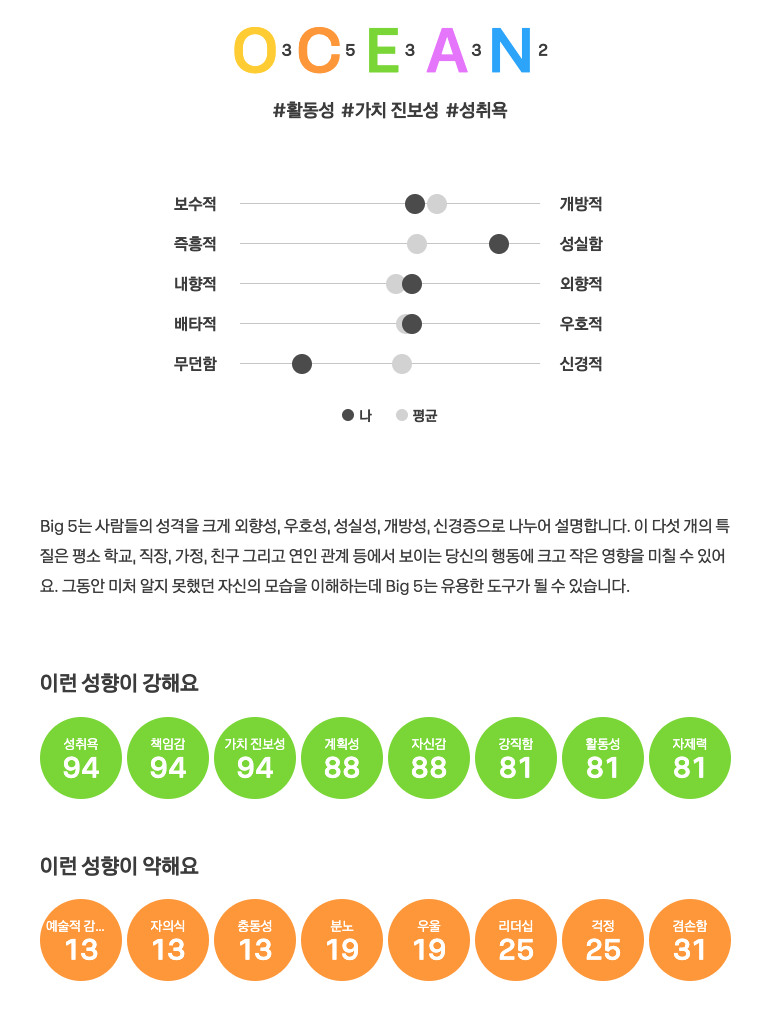 O 3 C 5 E 3 A 3 N 2
#활동성 #가치 진보성 #성취욕
보수적 개방적
즉흥적 성실함
내향적 외향적
배타적 우호적
무던함 신경적
나 평균
Big 5는 사람들의 성격을 크게 외향성, 우호성, 성실성, 개방성, 신경증으로 나누어 설명합니다. 이 다섯 개의 특
질은 평소 학교, 직장, 가정, 친구 그리고 연인 관계 등에서 보이는 당신의 행동에 크고 작은 영향을 미칠 수 있어
요. 그동안 미처 알지 못했던 자신의 모습을 이해하는데 Big 5는 유용한 도구가 될 수 있습니다.
이런 성향이 강해요
성취욕 책임감 가치 진보성 계획성 자신감 강직함 활동성 자제력
94 94 94 88 88 81 81 81
이런 성향이 약해요
예술적 감... 자의식 충동성 분노 우울 리더십 걱정 겸손함
13 13 13 19 19 25 25 31